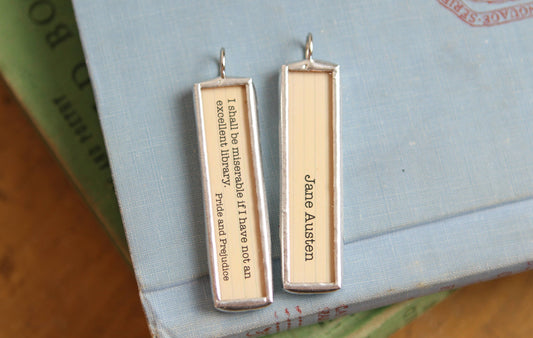 I shall be miserable if I have not an
excellent library. Pride and Prejudice
Jane Austen